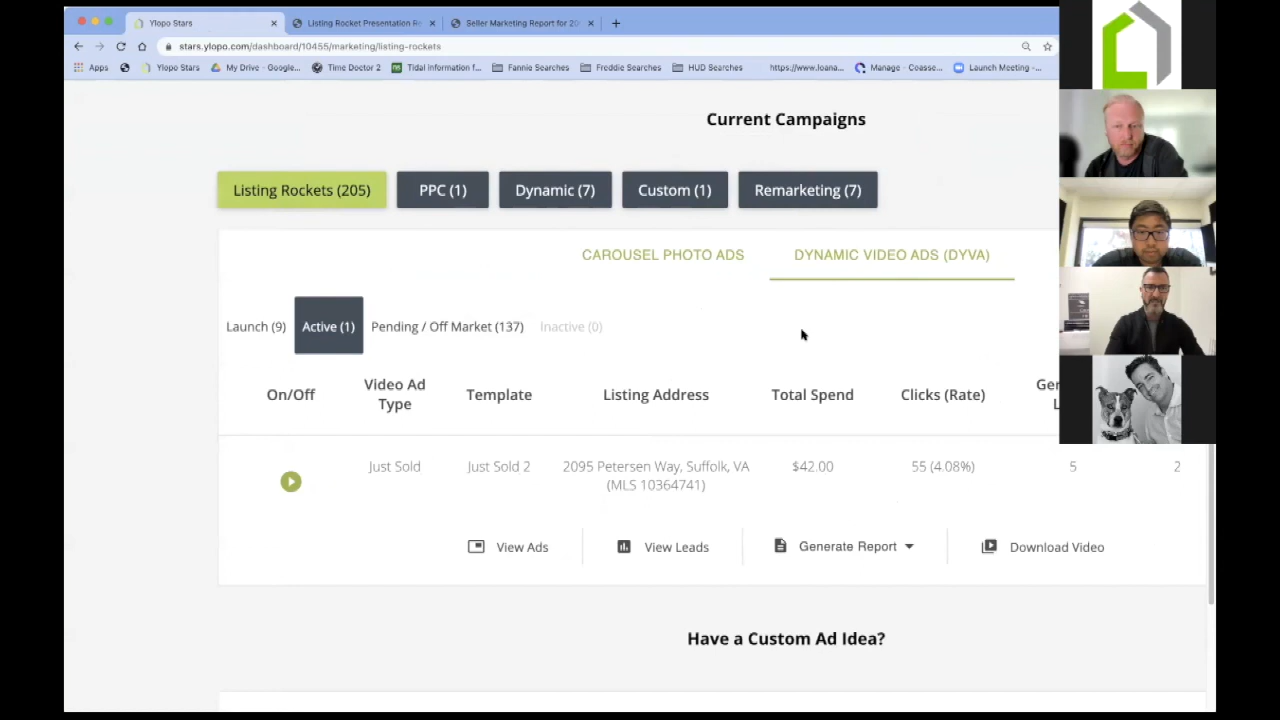 Ylopo Stars
Listing Rocket Presentation Re
Seller Marketing Report for 20
stars.ylopo.com/dashboard/10455/marketing/listing-rockets
Apps
Ylopo Stars
My Drive - Google...
Time Doctor 2
Tidal Information f...
Fannie Searches
Freddie Searches
HUD Searches
https://www.loana...
Manage - Coasse...
Launch Meeting -...
Current Campaigns
Listing Rockets (205)
PPC (1)
Dynamic (7)
Custom (1)
Remarketing (7)
CAROUSEL PHOTO ADS
DYNAMIC VIDEO ADS (DYVA)
Launch (9)
Active (1)
Pending / Off Market (137)
Inactive (0)
On/Off
Video Ad
Type
Template
Listing Address
Total Spend
Clicks (Rate)
Ger
L
Just Sold
Just Sold 2
2095 Petersen Way, Suffolk, VA
(MLS 10364741)
$42.00
55 (4.08%)
5
2
View Ads
View Leads
Generate Report
Download Video
Have a Custom Ad Idea?